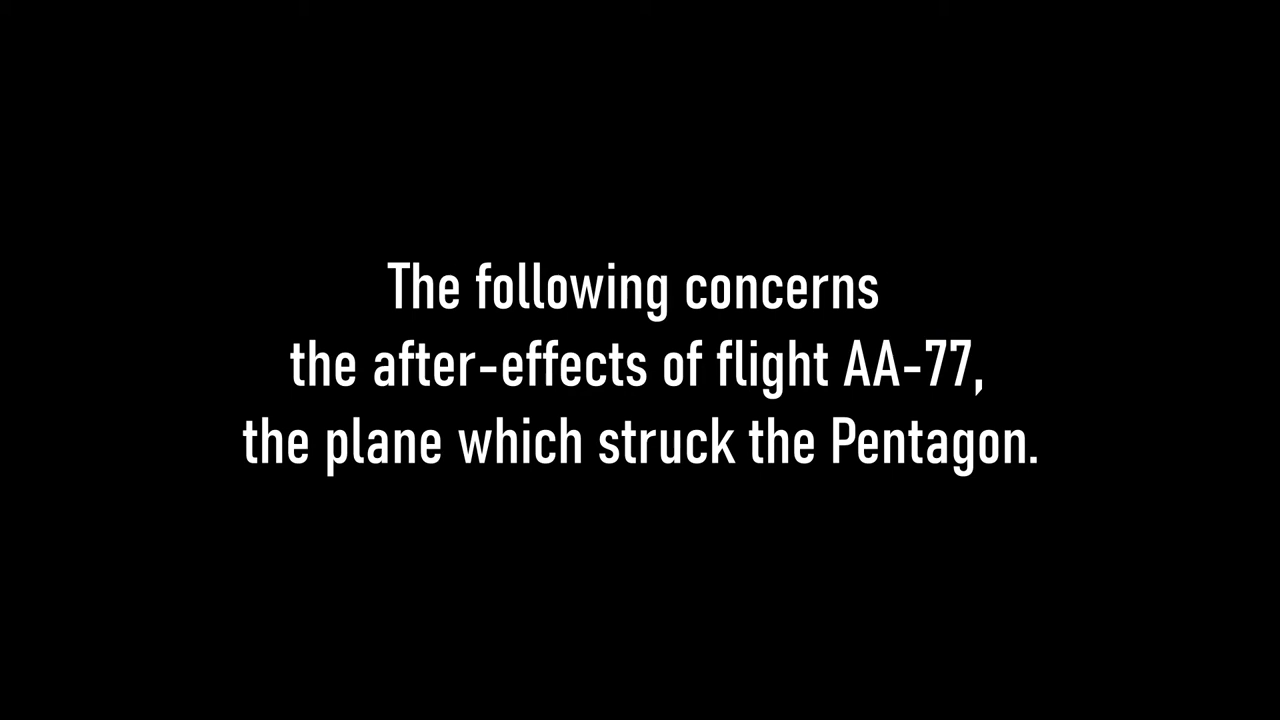 The following concerns
the after-effects of flight AA-77,
the plane which struck the Pentagon.